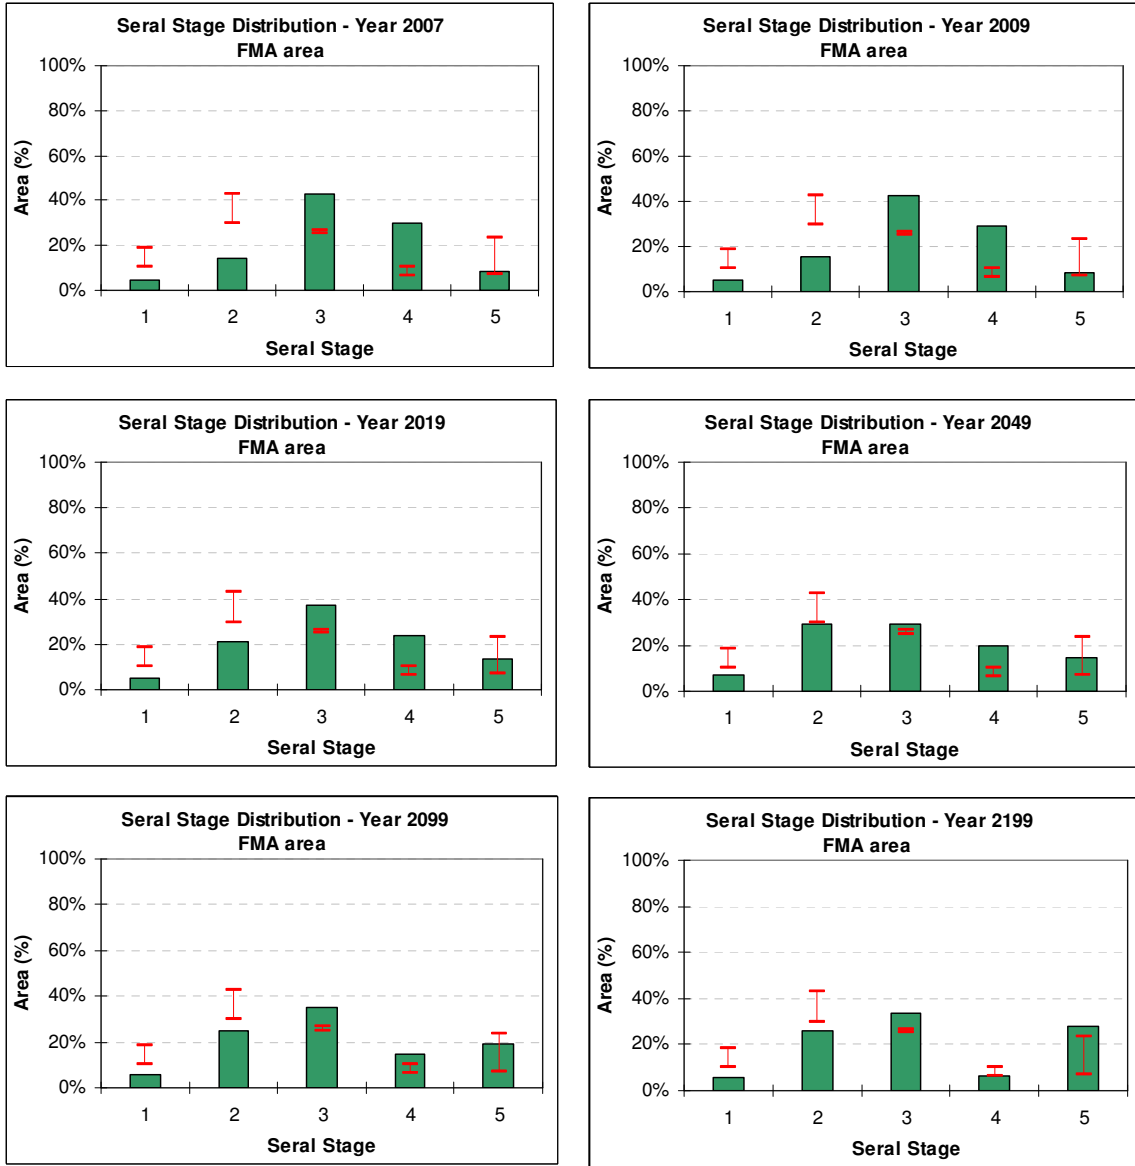 Seral Stage Distribution - Year 2007
FMA area
100%
80%
60%
40%
20%
0%
Area (%)
1 2 3 4 5
Seral Stage
Seral Stage Distribution - Year 2009
FMA area
100%
80%
60%
40%
20%
0%
Area (%)
1 2 3 4 5
Seral Stage
Seral Stage Distribution - Year 2019
FMA area
100%
80%
60%
40%
20%
0%
Area (%)
1 2 3 4 5
Seral Stage
Seral Stage Distribution - Year 2049
FMA area
100%
80%
60%
40%
20%
0%
Area (%)
1 2 3 4 5
Seral Stage
Seral Stage Distribution - Year 2099
FMA area
100%
80%
60%
40%
20%
0%
Area (%)
1 2 3 4 5
Seral Stage
Seral Stage Distribution - Year 2199
FMA area
100%
80%
60%
40%
20%
0%
Area (%)
1 2 3 4 5
Seral Stage